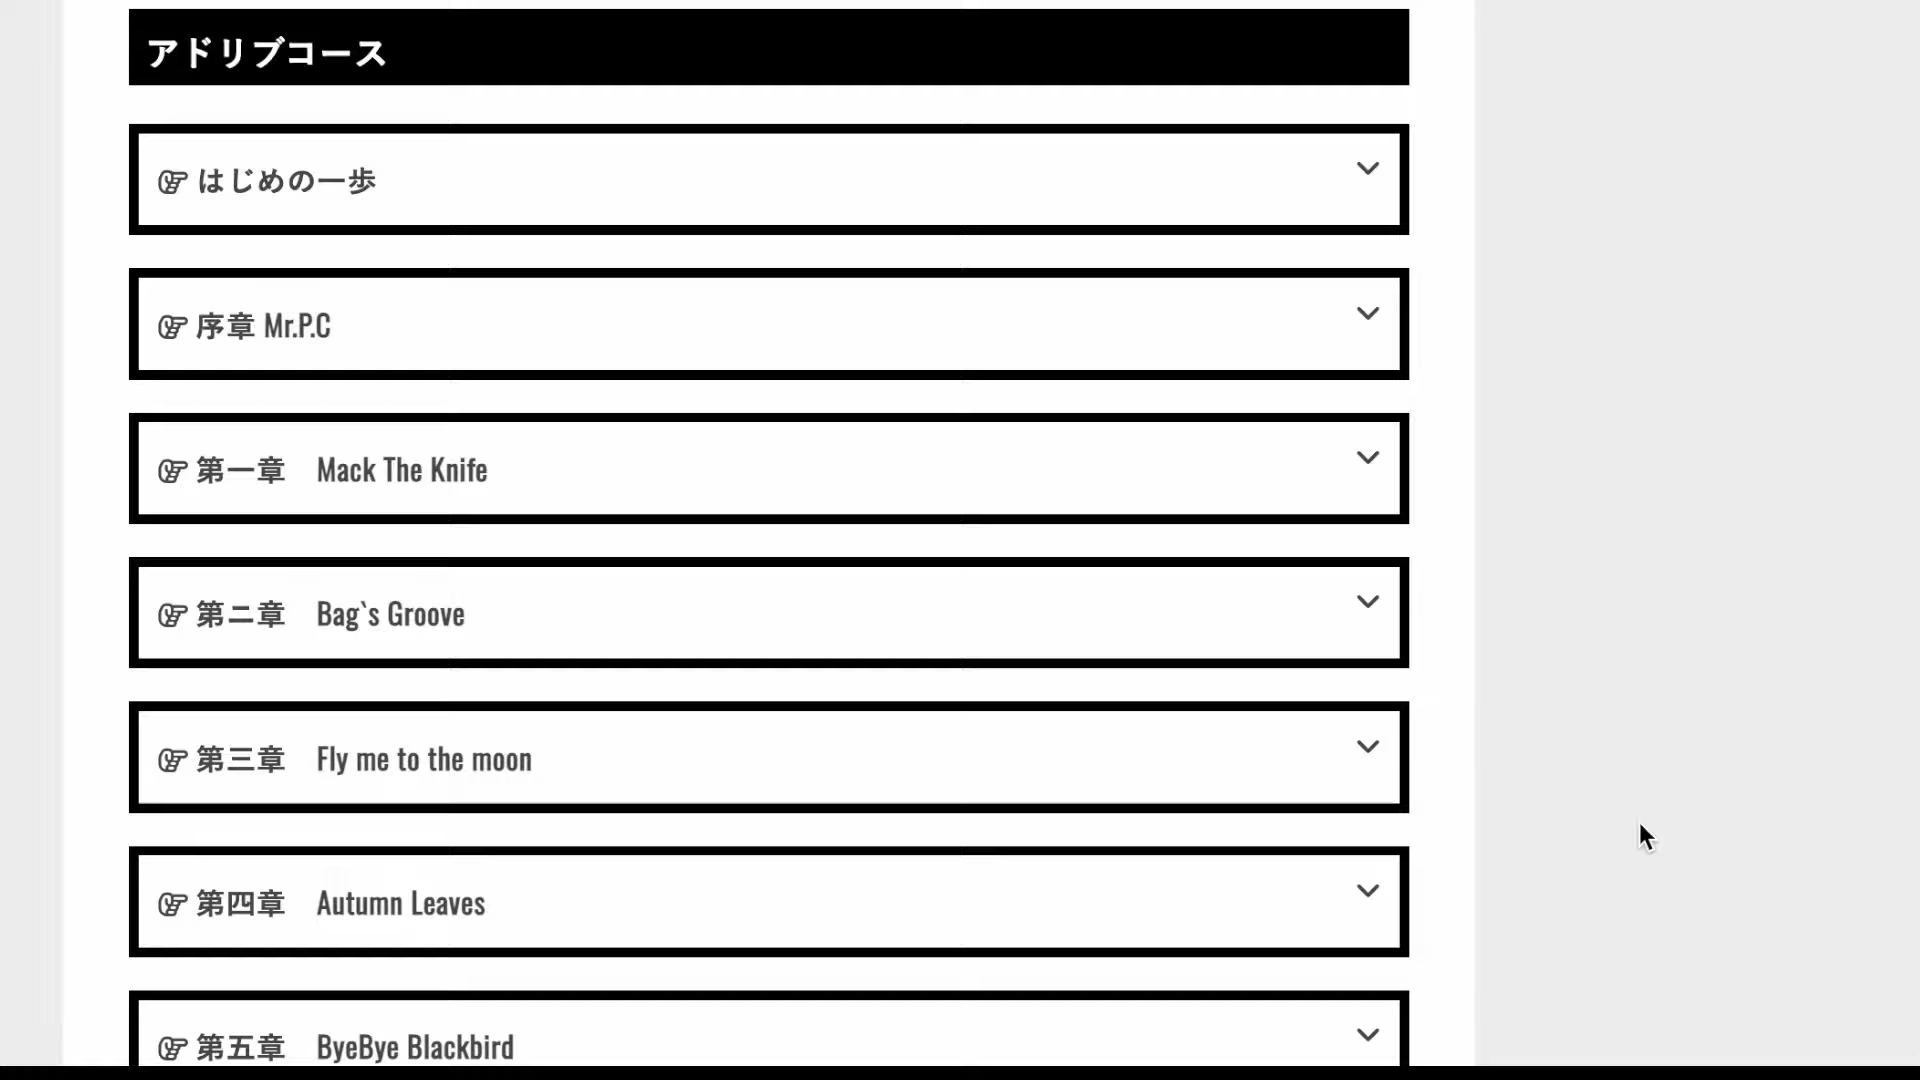 アドリブコース
☞ はじめの一歩
☞ 序章 Mr.P.C
☞ 第一章　Mack The Knife
☞ 第二章　Bag`s Groove
☞ 第三章　Fly me to the moon
☞ 第四章　Autumn Leaves
☞ 第五章　ByeBye Blackbird